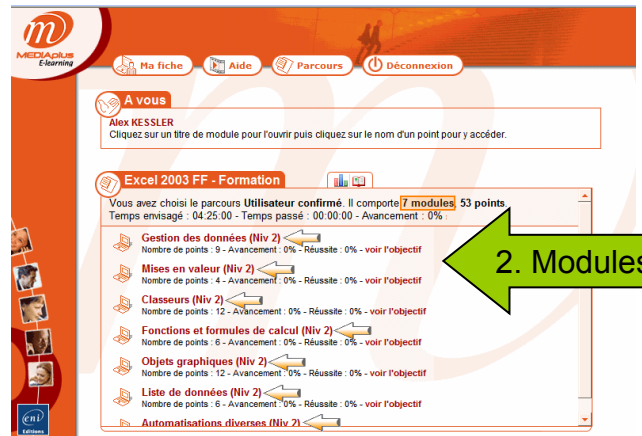 m
MEDIAplus
E-learning
Ma fiche
Aide
Parcours
Déconnexion
A vous
Alex KESSLER
Cliquez sur un titre de module pour l'ouvrir puis cliquez sur le nom d'un point pour y accéder.
Excel 2003 FF - Formation
Vous avez choisi le parcours Utilisateur confirmé. Il comporte 7 modules, 53 points.
Temps envisagé : 04:25:00 - Temps passé : 00:00:00 - Avancement : 0%
Gestion des données (Niv 2)
Nombre de points : 9 - Avancement : 0% - Réussite : 0% - voir l'objectif
Mises en valeur (Niv 2)
Nombre de points : 4 - Avancement : 0% - Réussite : 0% - voir l'objectif
Classeurs (Niv 2)
Nombre de points : 12 - Avancement : 0% - Réussite : 0% - voir l'objectif
Fonctions et formules de calcul (Niv 2)
Nombre de points : 6 - Avancement : 0% - Réussite : 0% - voir l'objectif
Objets graphiques (Niv 2)
Nombre de points : 12 - Avancement : 0% - Réussite : 0% - voir l'objectif
Liste de données (Niv 2)
Nombre de points : 6 - Avancement : 0% - Réussite : 0% - voir l'objectif
Automatisations diverses (Niv 2)
2. Modules
eni
Editions